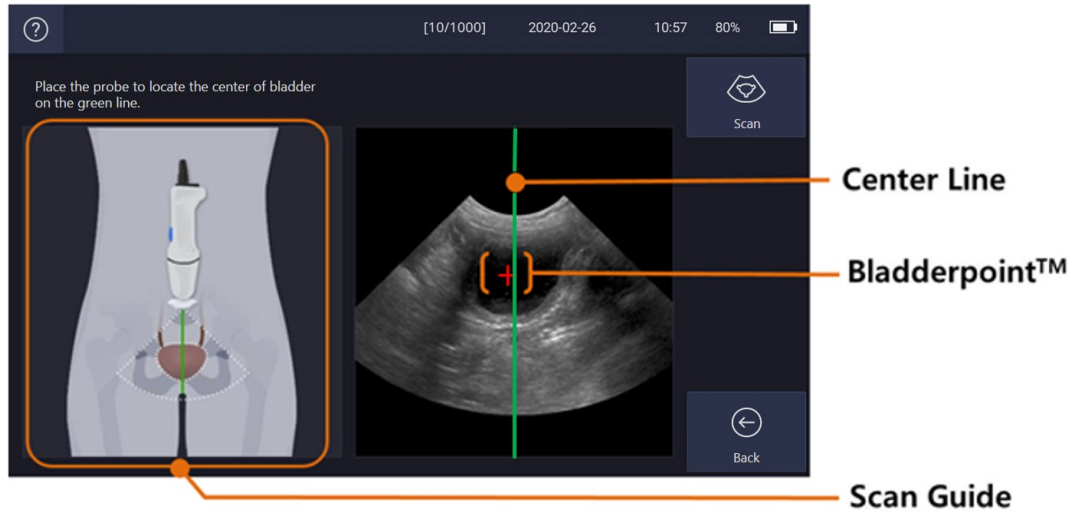 [10/1000] 2020-02-26 10:57 80%
Place the probe to locate the center of bladder
on the green line.
Scan
Center Line
Bladderpoint™
Back
Scan Guide